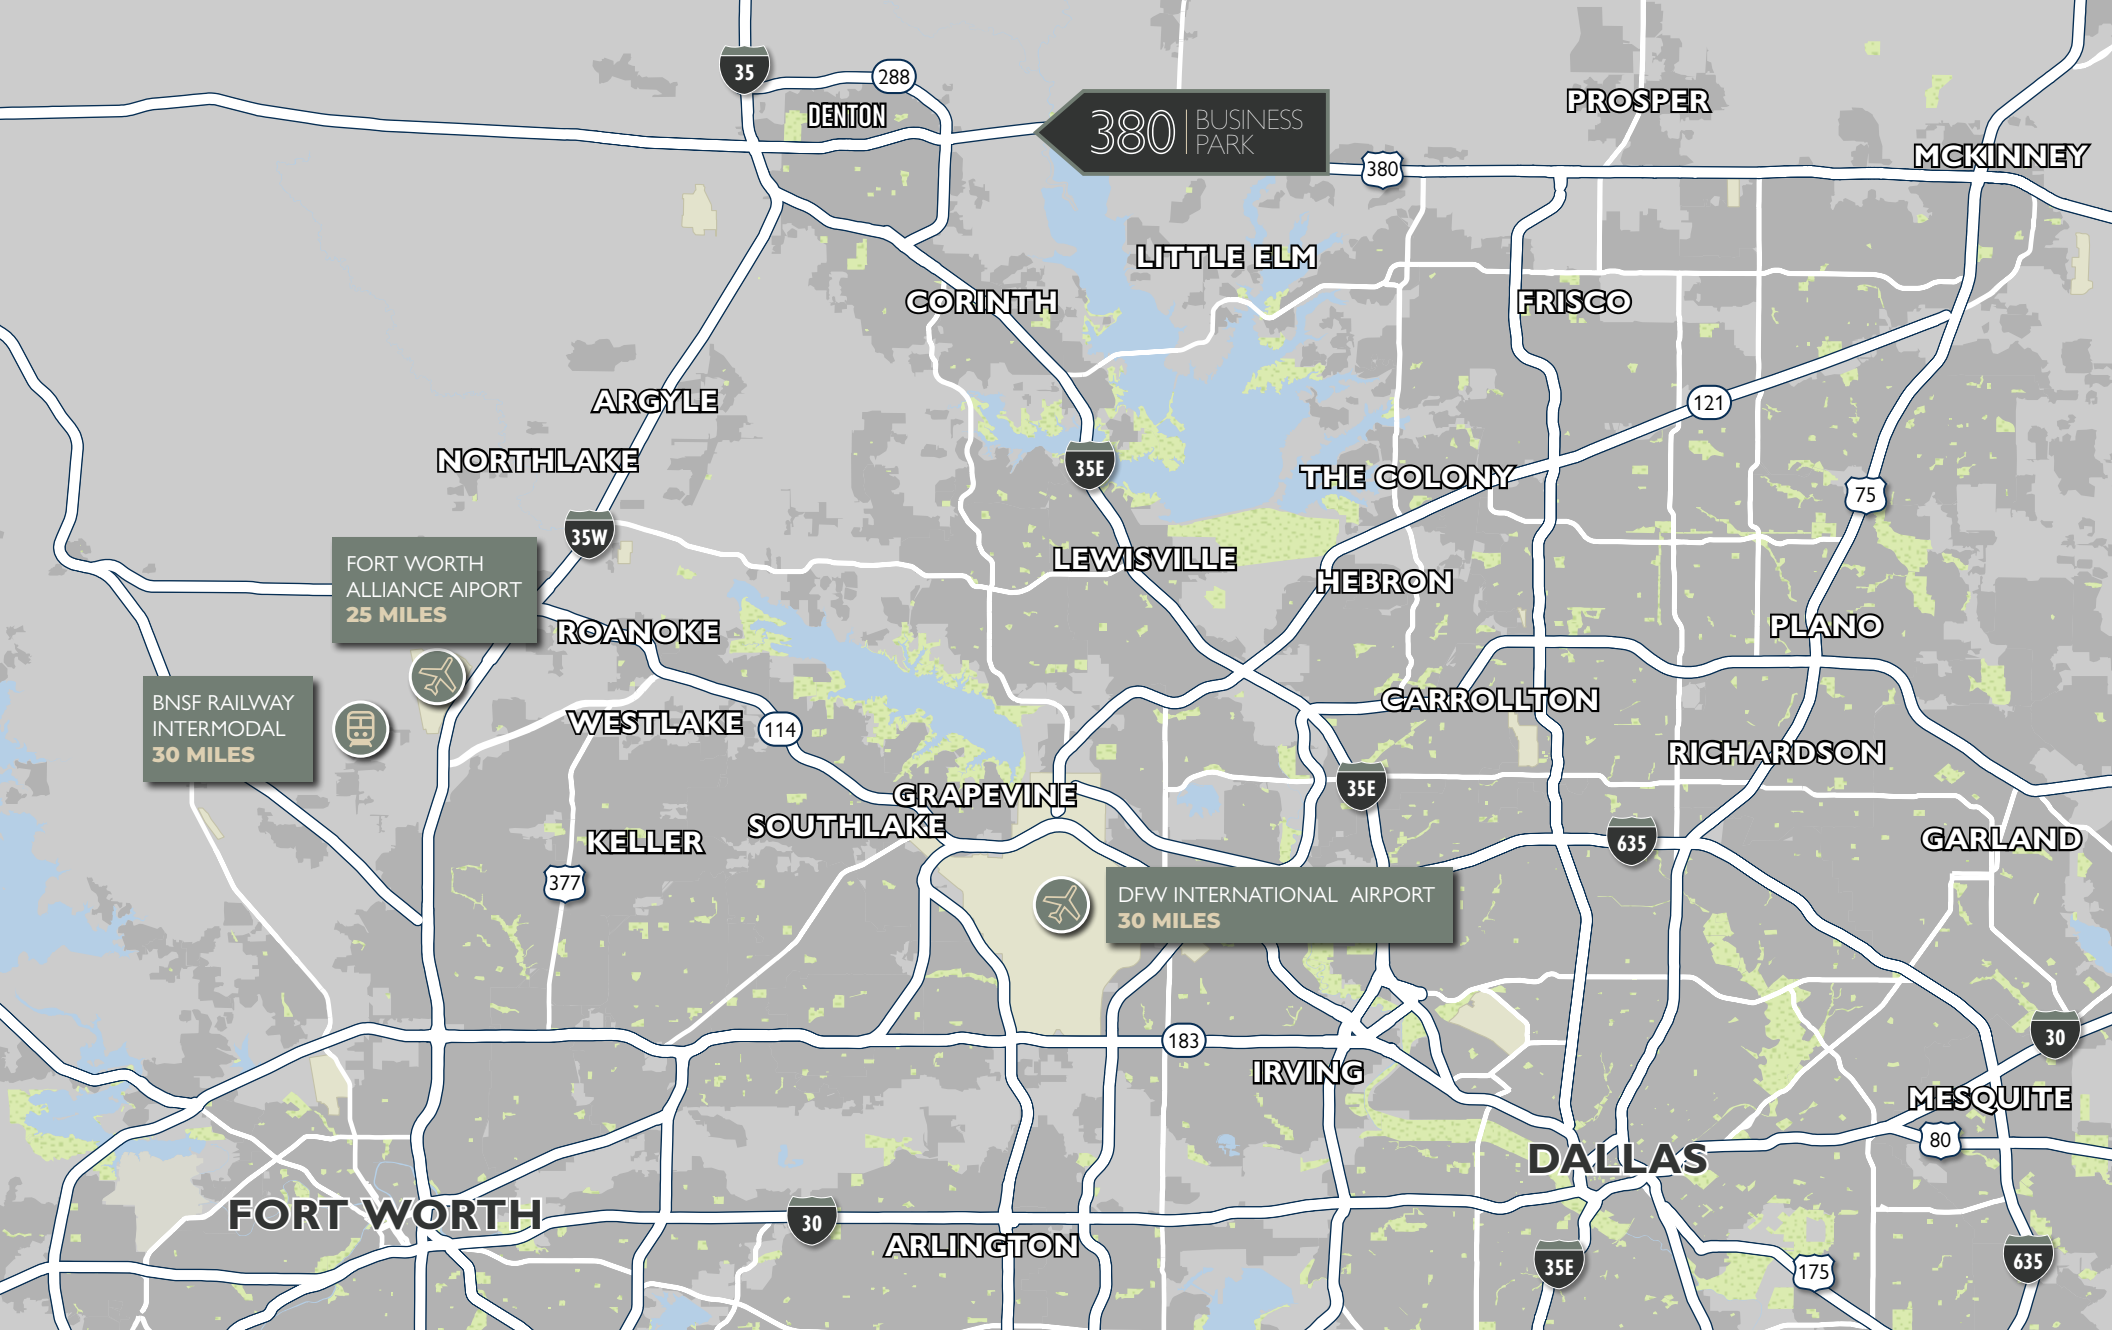 35
288
DENTON
380
BUSINESS
PARK
PROSPER
380
MCKINNEY
LITTLE ELM
CORINTH
FRISCO
ARGYLE
121
NORTHLAKE
35E
THE COLONY
75
35W
FORT WORTH
ALLIANCE AIPORT
25 MILES
LEWISVILLE
HEBRON
ROANOKE
PLANO
BNSF RAILWAY
INTERMODAL
30 MILES
WESTLAKE
114
CARROLLTON
RICHARDSON
35E
GRAPEVINE
SOUTHLAKE
KELLER
635
GARLAND
377
DFW INTERNATIONAL AIRPORT
30 MILES
183
30
IRVING
MESQUITE
80
DALLAS
FORT WORTH
30
ARLINGTON
35E
175
635